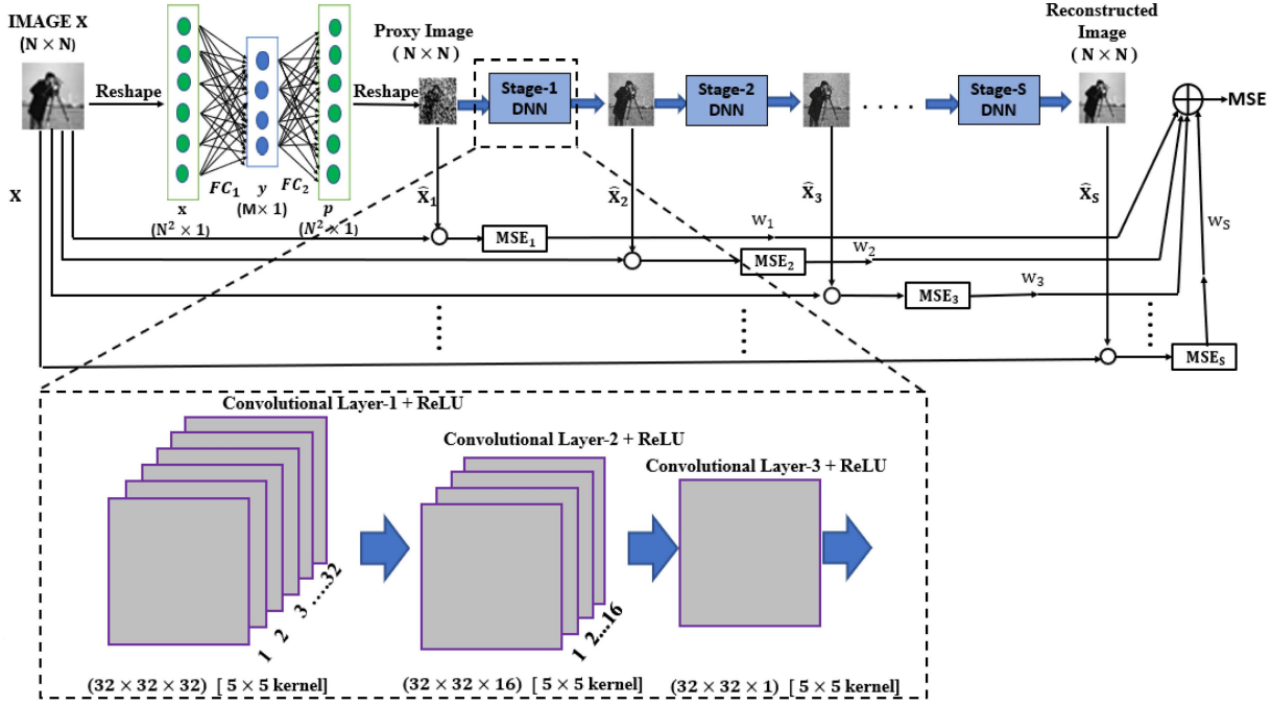 IMAGE X
(N × N)
Reshape
FC₁
x
(N² × 1)
y
(M × 1)
FC₂
p
(N² × 1)
Reshape
Proxy Image
( N × N )
Stage-1
DNN
Stage-2
DNN
. . . . .
Stage-S
DNN
Reconstructed
Image
( N × N )
MSE
X
X̂₁
X̂₂
X̂₃
X̂S
MSE₁
w₁
MSE₂
w₂
MSE₃
w₃
MSES
wS
Convolutional Layer-1 + ReLU
1 2 3 .....32
(32 × 32 × 32) [ 5 × 5 kernel]
Convolutional Layer-2 + ReLU
1 2...16
(32 × 32 × 16) [ 5 × 5 kernel]
Convolutional Layer-3 + ReLU
(32 × 32 × 1) [ 5 × 5 kernel]